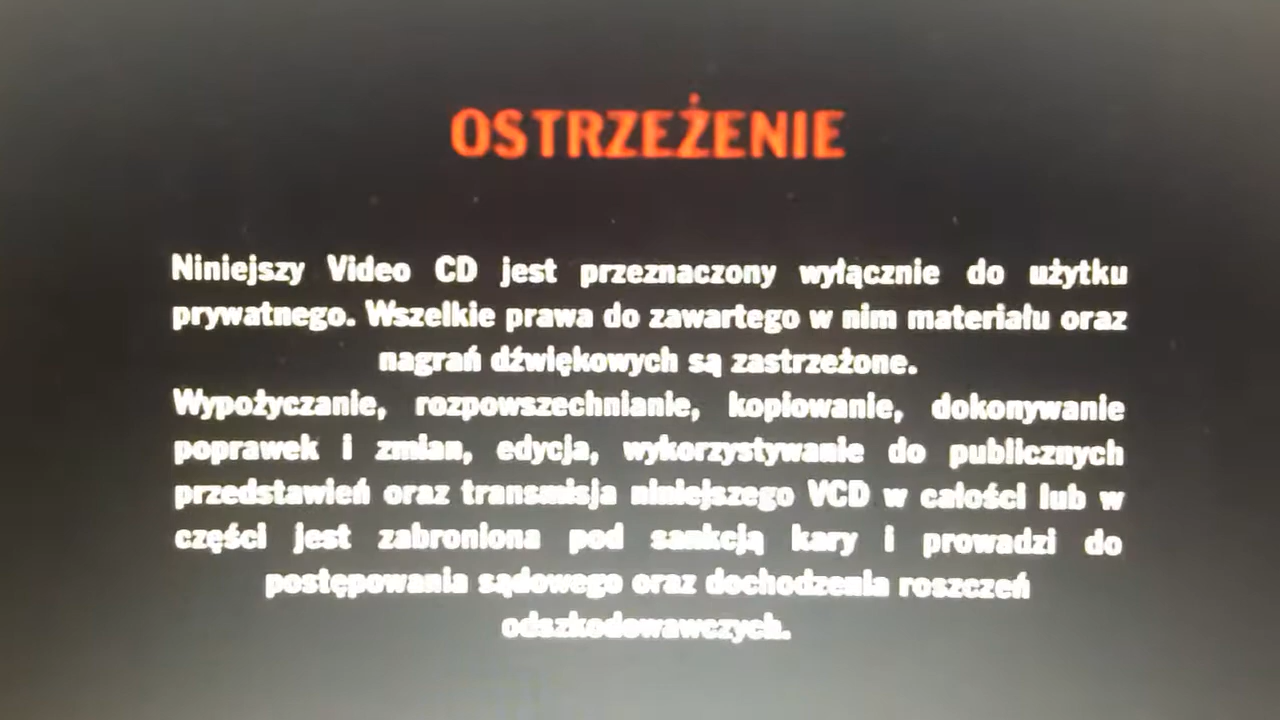 OSTRZEŻENIE
Niniejszy Video CD jest przeznaczony wyłącznie do użytku
prywatnego. Wszelkie prawa do zawartego w nim materiału oraz
nagrań dźwiękowych są zastrzeżone.
Wypożyczanie, rozpowszechnianie, kopiowanie, dokonywanie
poprawek i zmian, edycja, wykorzystywanie do publicznych
przedstawień oraz transmisja niniejszego VCD w całości lub w
części jest zabroniona pod sankcją kary i prowadzi do
postępowania sądowego oraz dochodzenia roszczeń
odszkodowawczych.